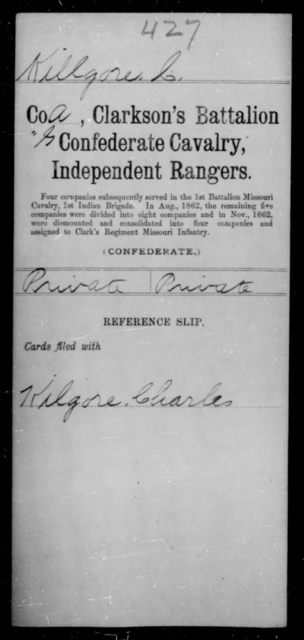 427
Killgore, C.
Co. A, Clarkson's Battalion
Confederate Cavalry,
Independent Rangers.
Four companies subsequently served in the 1st Battalion Missouri
Cavalry, 1st Indian Brigade. In Aug., 1862, the remaining five
companies were divided into eight companies and in Nov., 1862,
were dismounted and consolidated into four companies and
assigned to Clark's Regiment Missouri Infantry.
(CONFEDERATE.)
Private | Private
REFERENCE SLIP.
Cards filed with
Kilgore, Charles